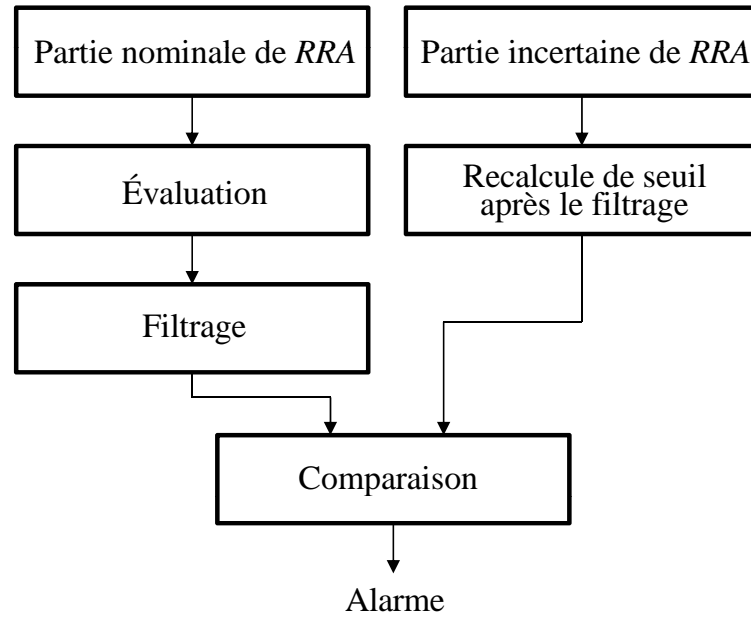 Partie nominale de RRA
Partie incertaine de RRA
Évaluation
Recalcule de seuil
après le filtrage
Filtrage
Comparaison
Alarme